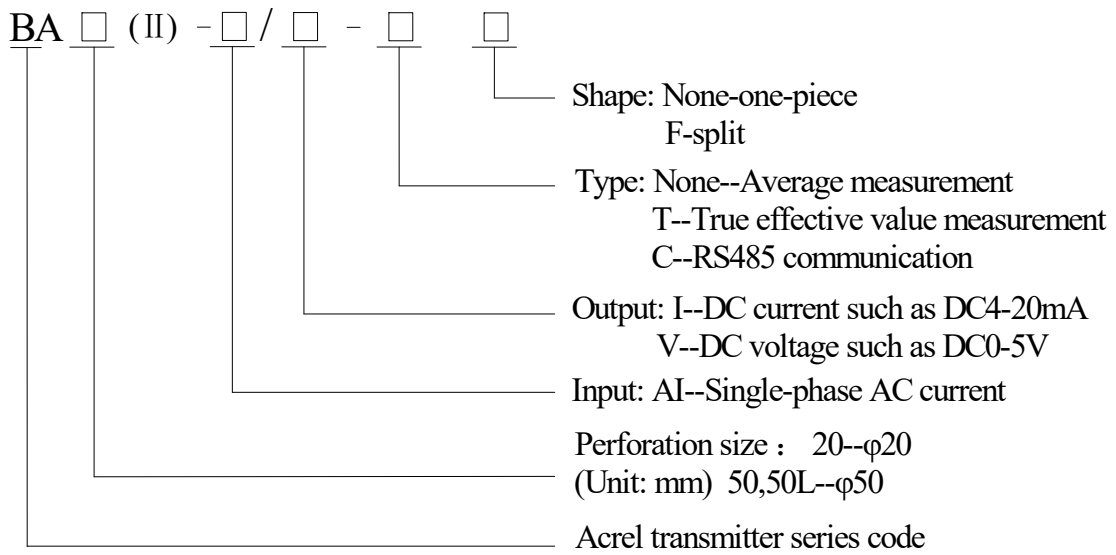 BA□(II)-□/□-□ □
Shape: None-one-piece
F-split
Type: None--Average measurement
T--True effective value measurement
C--RS485 communication
Output: I--DC current such as DC4-20mA
V--DC voltage such as DC0-5V
Input: AI--Single-phase AC current
Perforation size： 20--φ20
(Unit: mm) 50,50L--φ50
Acrel transmitter series code